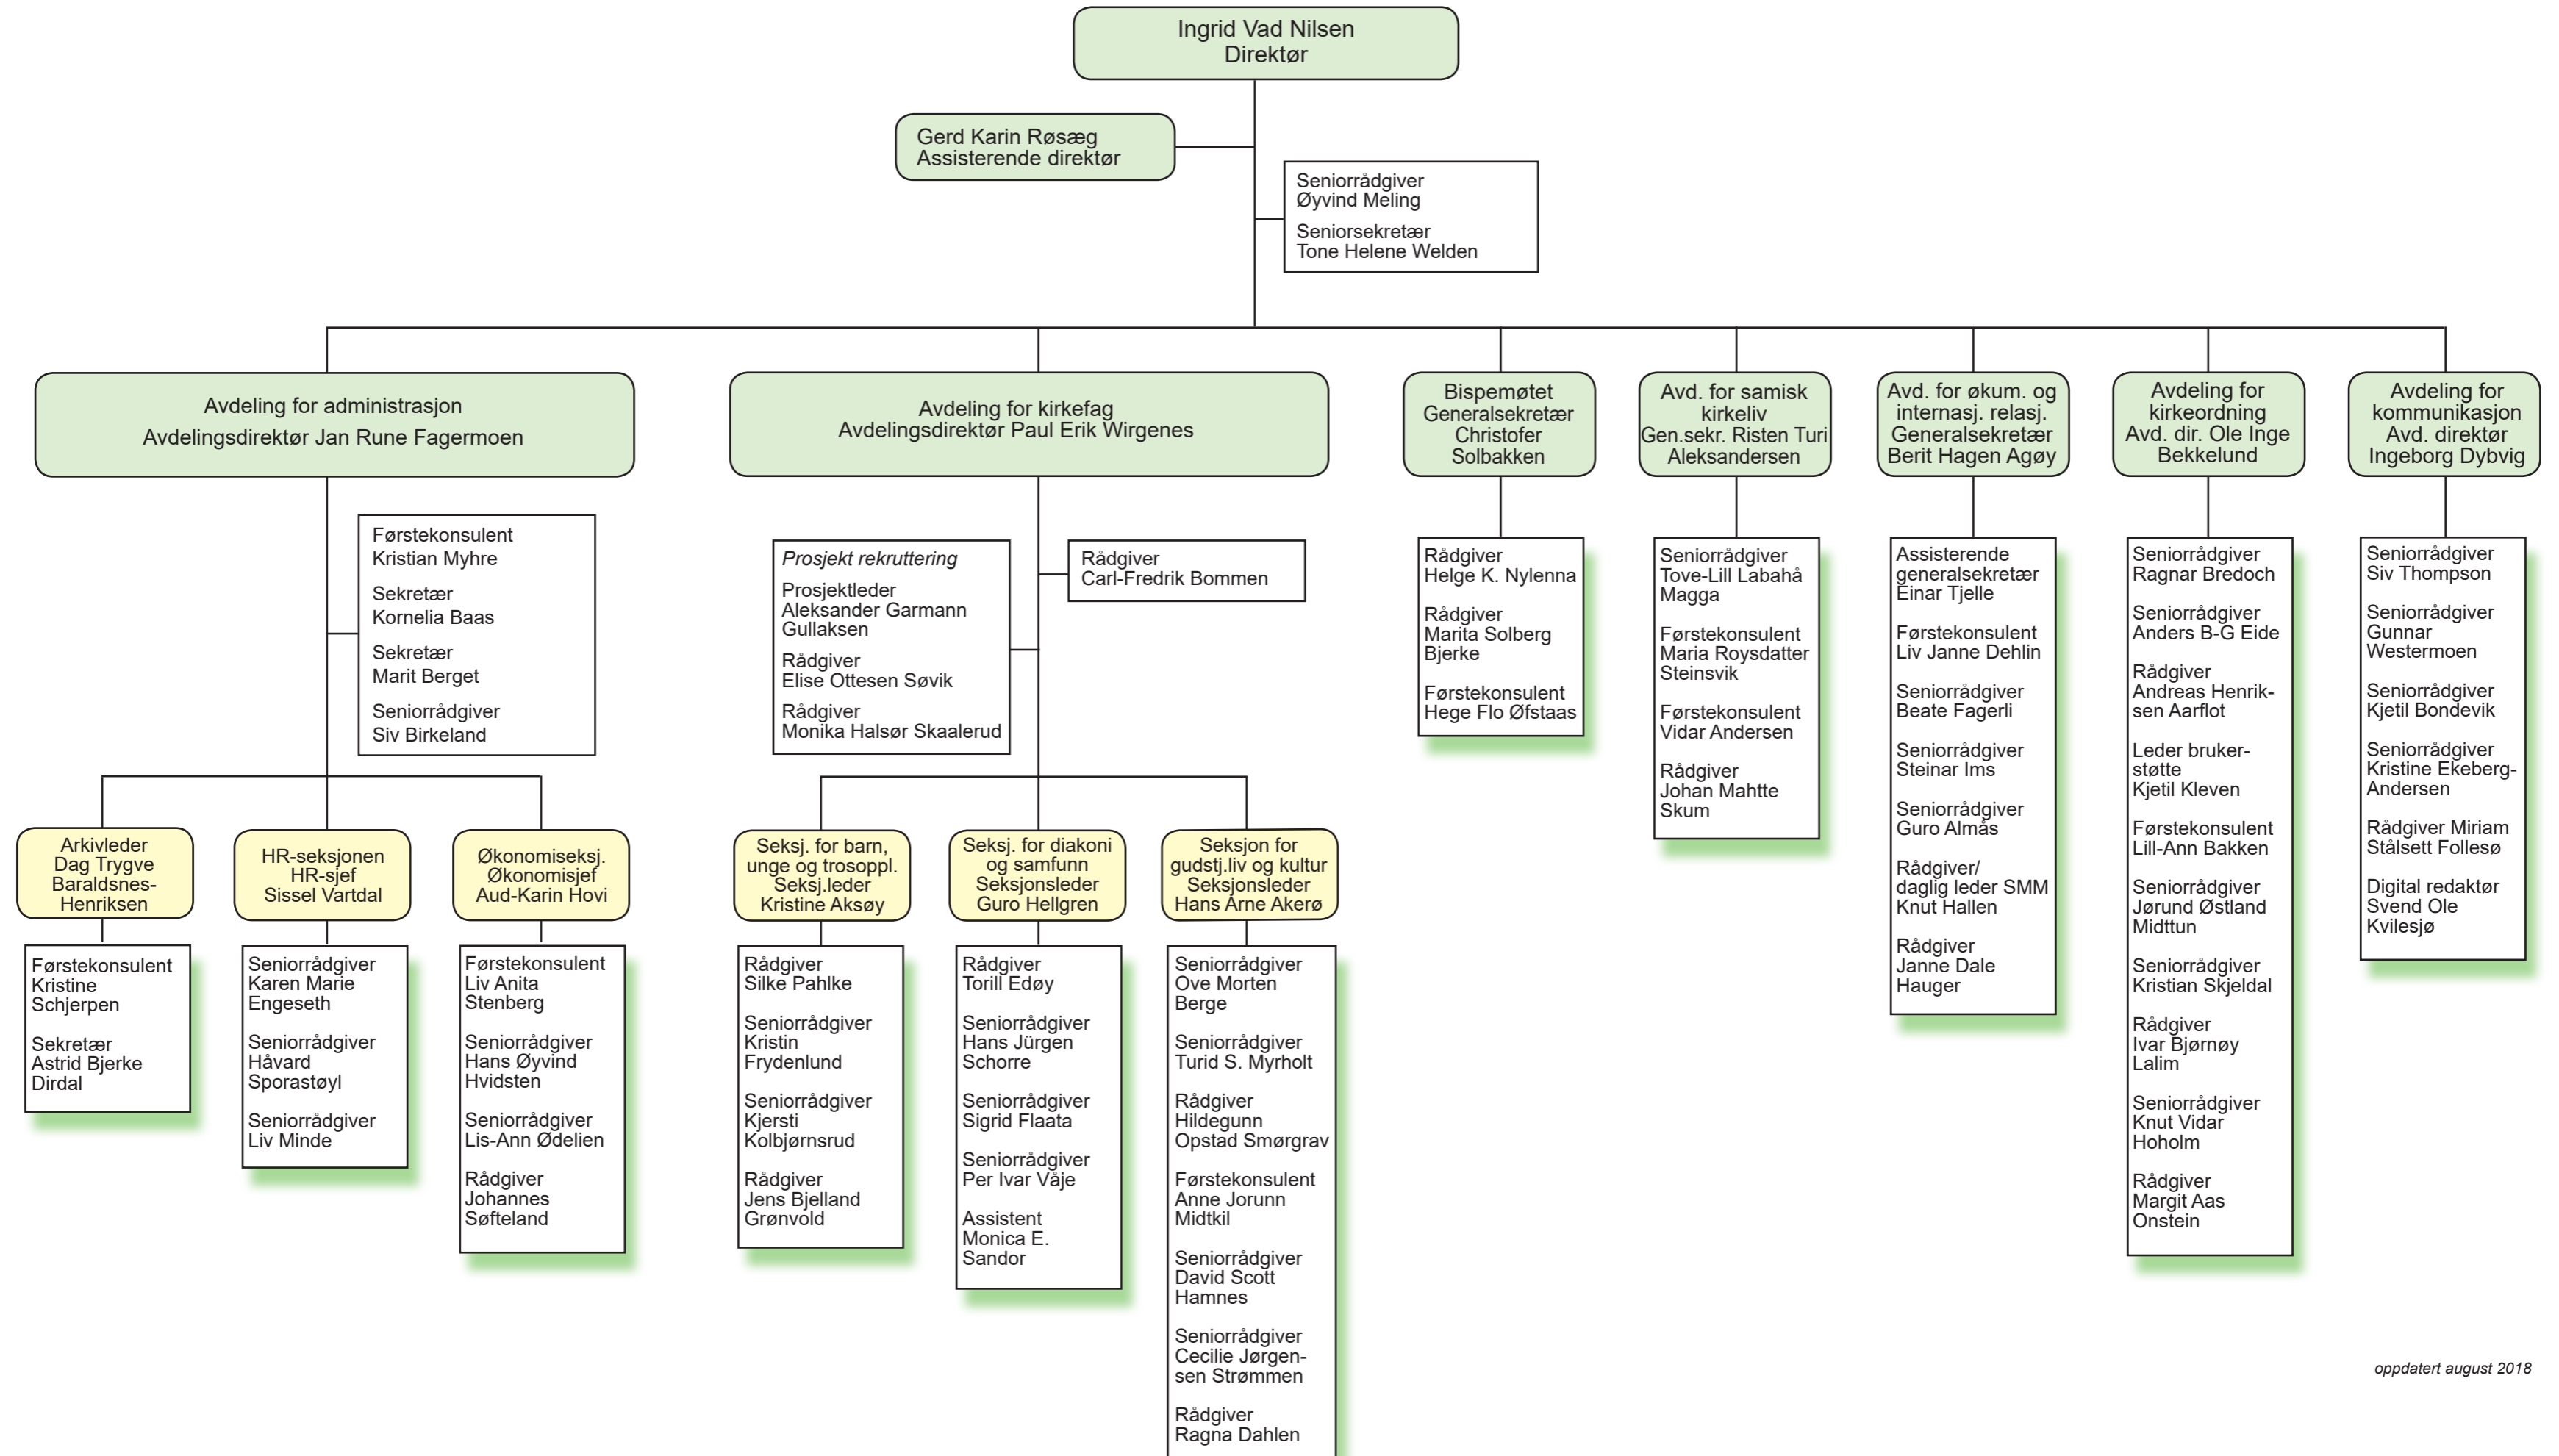 Ingrid Vad Nilsen
Direktør
Gerd Karin Røsæg
Assisterende direktør
Seniorrådgiver
Øyvind Meling
Seniorsekretær
Tone Helene Welden
Avdeling for administrasjon
Avdelingsdirektør Jan Rune Fagermoen
Avdeling for kirkefag
Avdelingsdirektør Paul Erik Wirgenes
Bispemøtet
Generalsekretær
Christofer
Solbakken
Avd. for samisk
kirkeliv
Gen.sekr. Risten Turi
Aleksandersen
Avd. for økum. og
internasj. relasj.
Generalsekretær
Berit Hagen Agøy
Avdeling for
kirkeordning
Avd. dir. Ole Inge
Bekkelund
Avdeling for
kommunikasjon
Avd. direktør
Ingeborg Dybvig
Førstekonsulent
Kristian Myhre
Sekretær
Kornelia Baas
Sekretær
Marit Berget
Seniorrådgiver
Siv Birkeland
Prosjekt rekruttering
Prosjektleder
Aleksander Garmann
Gullaksen
Rådgiver
Elise Ottesen Søvik
Rådgiver
Monika Halsør Skaalerud
Rådgiver
Carl-Fredrik Bommen
Rådgiver
Helge K. Nylenna
Rådgiver
Marita Solberg
Bjerke
Førstekonsulent
Hege Flo Øfstaas
Seniorrådgiver
Tove-Lill Labahå
Magga
Førstekonsulent
Maria Roysdatter
Steinsvik
Førstekonsulent
Vidar Andersen
Rådgiver
Johan Mahtte
Skum
Assisterende
generalsekretær
Einar Tjelle
Førstekonsulent
Liv Janne Dehlin
Seniorrådgiver
Beate Fagerli
Seniorrådgiver
Steinar Ims
Seniorrådgiver
Guro Almås
Rådgiver/
daglig leder SMM
Knut Hallen
Rådgiver
Janne Dale
Hauger
Seniorrådgiver
Ragnar Bredoch
Seniorrådgiver
Anders B-G Eide
Rådgiver
Andreas Henrik-
sen Aarflot
Leder bruker-
støtte
Kjetil Kleven
Førstekonsulent
Lill-Ann Bakken
Seniorrådgiver
Jørund Østland
Midttun
Seniorrådgiver
Kristian Skjeldal
Rådgiver
Ivar Bjørnøy
Lalim
Seniorrådgiver
Knut Vidar
Hoholm
Rådgiver
Margit Aas
Onstein
Seniorrådgiver
Siv Thompson
Seniorrådgiver
Gunnar
Westermoen
Seniorrådgiver
Kjetil Bondevik
Seniorrådgiver
Kristine Ekeberg-
Andersen
Rådgiver Miriam
Stålsett Follesø
Digital redaktør
Svend Ole
Kvilesjø
Arkivleder
Dag Trygve
Baraldsnes-
Henriksen
HR-seksjonen
HR-sjef
Sissel Vartdal
Økonomiseksj.
Økonomisjef
Aud-Karin Hovi
Seksj. for barn,
unge og trosoppl.
Seksj.leder
Kristine Aksøy
Seksj. for diakoni
og samfunn
Seksjonsleder
Guro Hellgren
Seksjon for
gudstj.liv og kultur
Seksjonsleder
Hans Arne Akerø
Førstekonsulent
Kristine
Schjerpen
Sekretær
Astrid Bjerke
Dirdal
Seniorrådgiver
Karen Marie
Engeseth
Seniorrådgiver
Håvard
Sporastøyl
Seniorrådgiver
Liv Minde
Førstekonsulent
Liv Anita
Stenberg
Seniorrådgiver
Hans Øyvind
Hvidsten
Seniorrådgiver
Lis-Ann Ødelien
Rådgiver
Johannes
Søfteland
Rådgiver
Silke Pahlke
Seniorrådgiver
Kristin
Frydenlund
Seniorrådgiver
Kjersti
Kolbjørnsrud
Rådgiver
Jens Bjelland
Grønvold
Rådgiver
Torill Edøy
Seniorrådgiver
Hans Jürgen
Schorre
Seniorrådgiver
Sigrid Flaata
Seniorrådgiver
Per Ivar Våje
Assistent
Monica E.
Sandor
Seniorrådgiver
Ove Morten
Berge
Seniorrådgiver
Turid S. Myrholt
Rådgiver
Hildegunn
Opstad Smørgrav
Førstekonsulent
Anne Jorunn
Midtkil
Seniorrådgiver
David Scott
Hamnes
Seniorrådgiver
Cecilie Jørgen-
sen Strømmen
Rådgiver
Ragna Dahlen
oppdatert august 2018